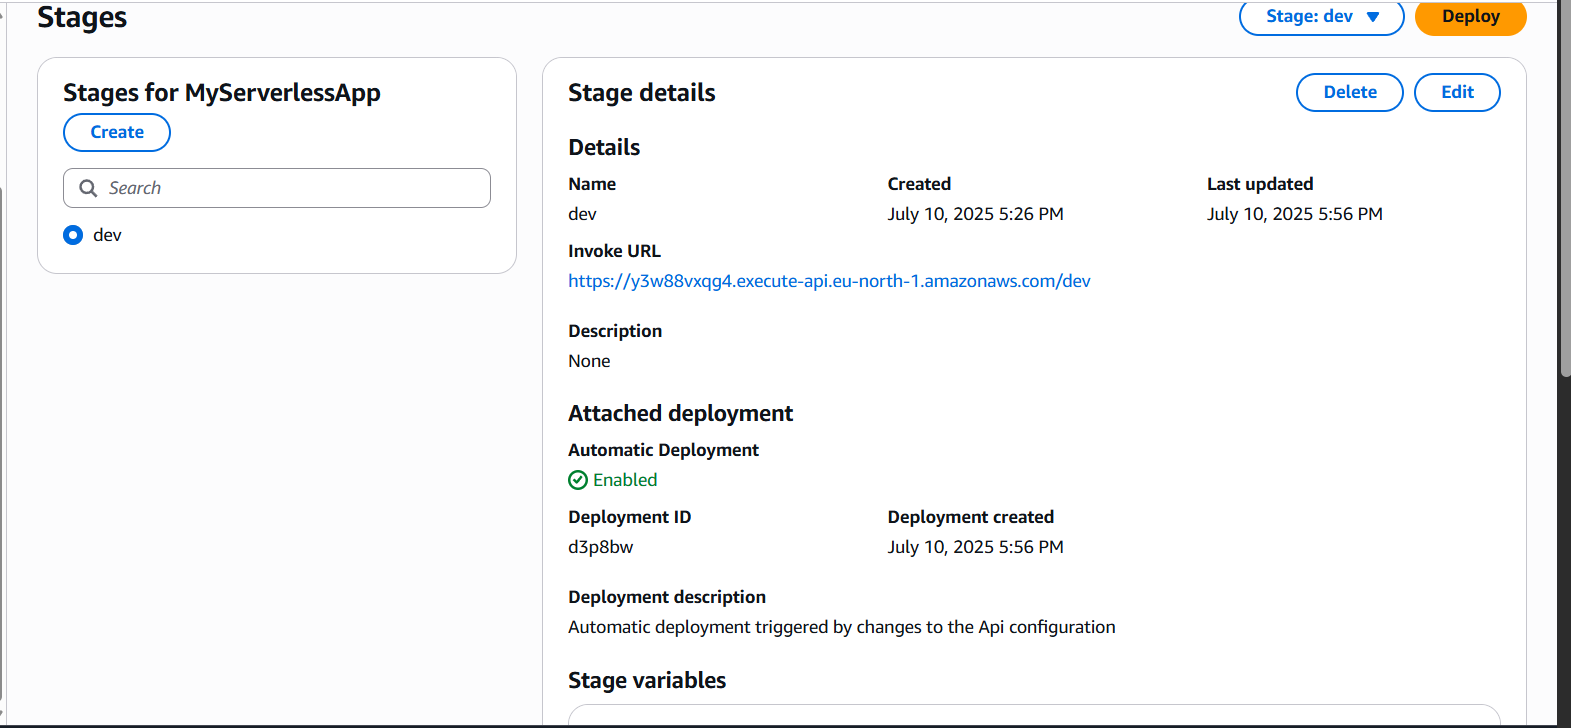 Stages
Stage: dev
Deploy
Stages for MyServerlessApp
Create
Search
dev
Stage details
Delete
Edit
Details
Name
Created
Last updated
dev
July 10, 2025 5:26 PM
July 10, 2025 5:56 PM
Invoke URL
https://y3w88vxqg4.execute-api.eu-north-1.amazonaws.com/dev
Description
None
Attached deployment
Automatic Deployment
Enabled
Deployment ID
Deployment created
d3p8bw
July 10, 2025 5:56 PM
Deployment description
Automatic deployment triggered by changes to the Api configuration
Stage variables